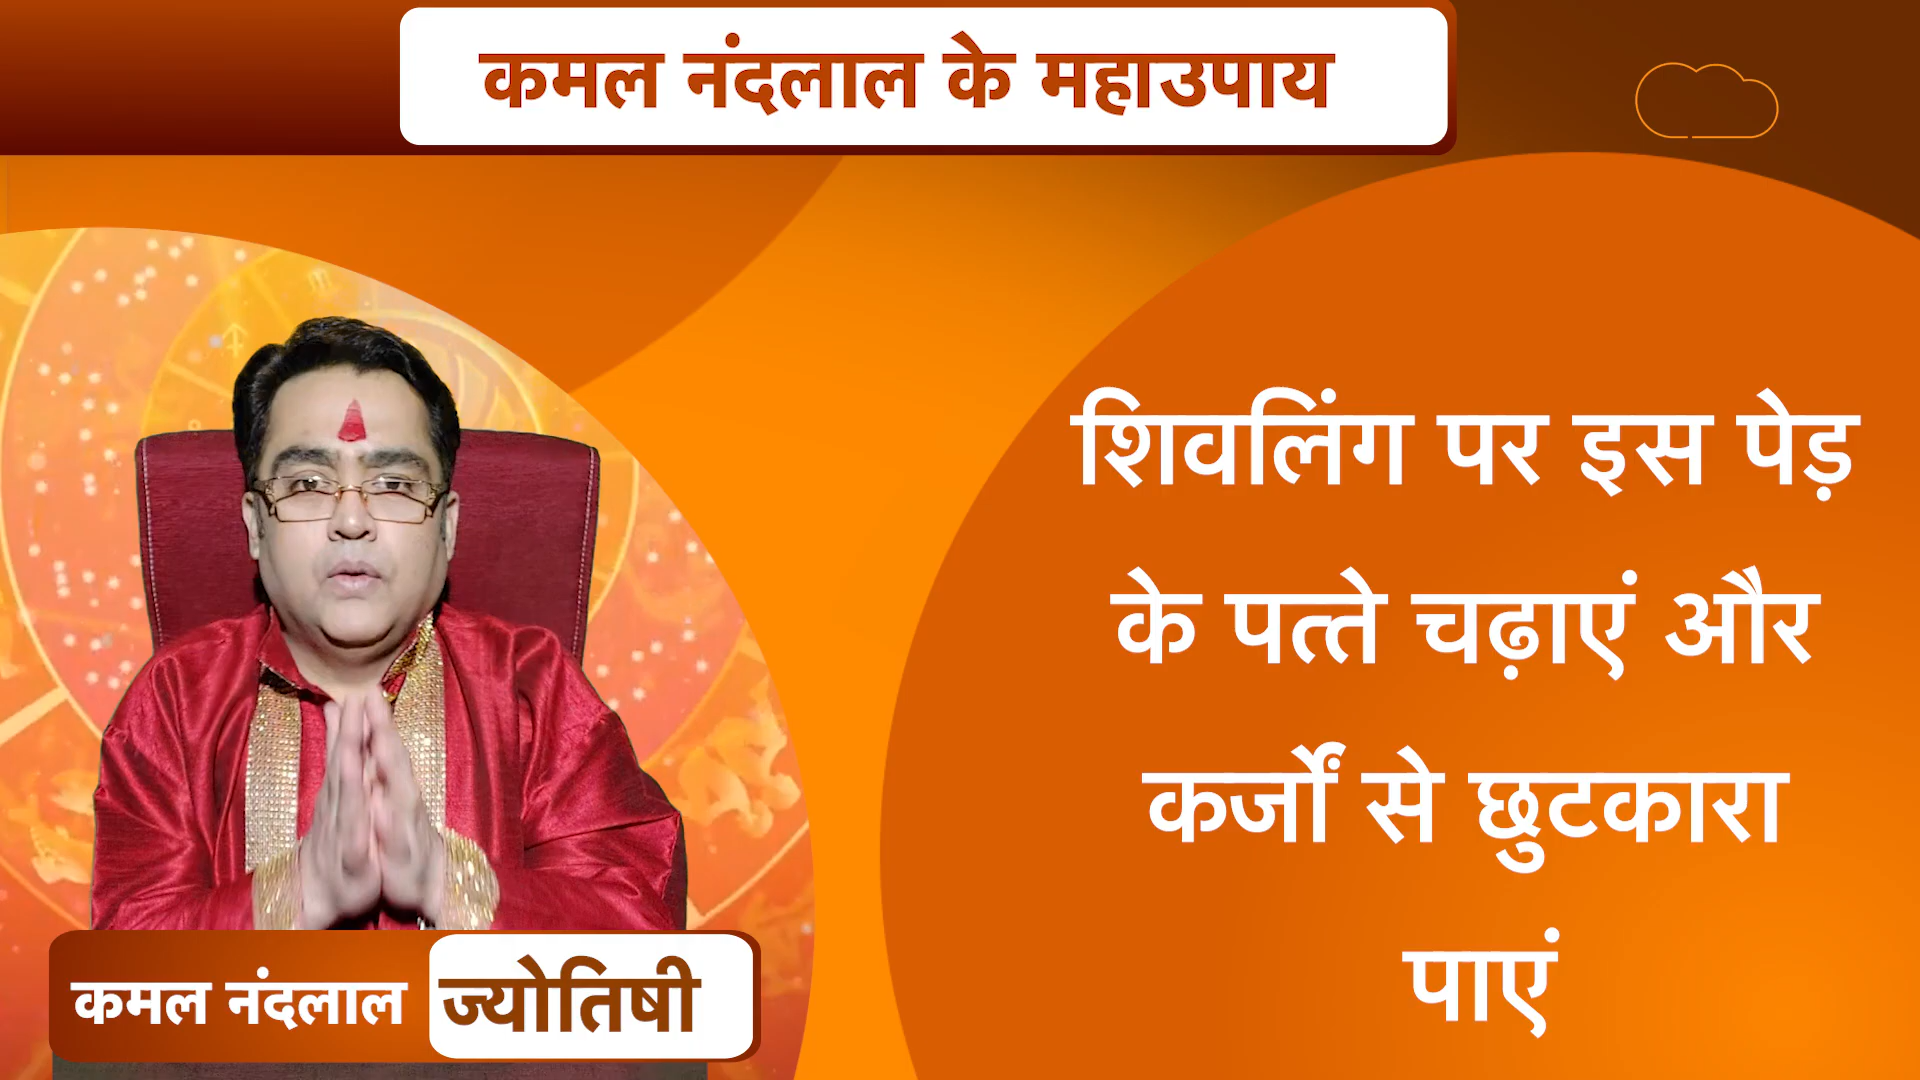 कमल नंदलाल के महाउपाय
शिवलिंग पर इस पेड़
के पत्ते चढ़ाएं और
कर्जों से छुटकारा
पाएं
कमल नंदलाल ज्योतिषी